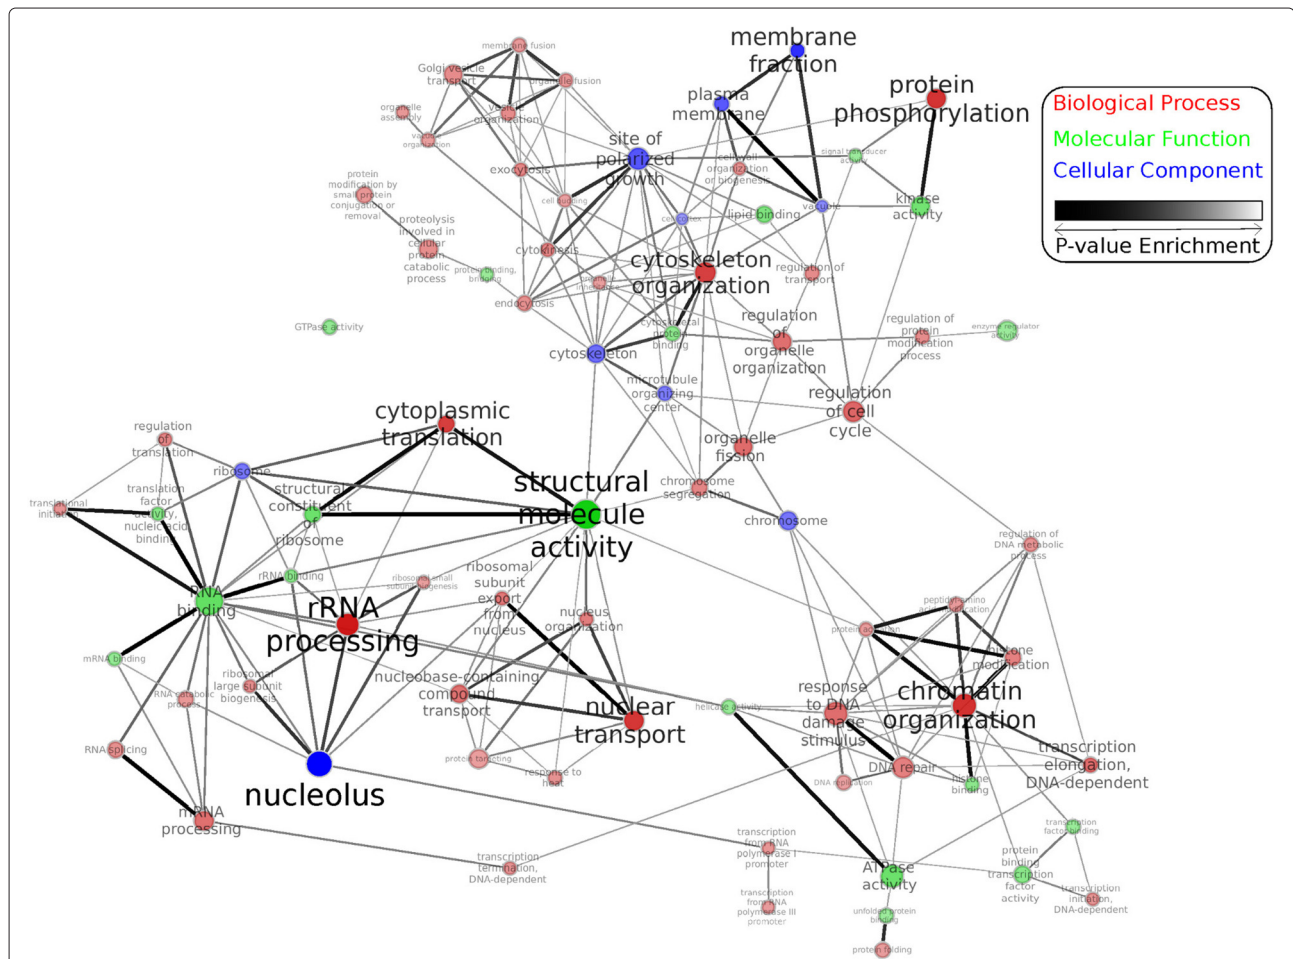 membrane fusion
Golgi vesicle
transport
organelle fusion
organelle
assembly
vesicle
organization
vacuole
organization
membrane
fraction
plasma
membrane
protein
phosphorylation
Biological Process
Molecular Function
Cellular Component
P-value Enrichment
site of
polarized
growth
signal transducer
activity
cell wall
organization
or biogenesis
exocytosis
protein
modification by
small protein
conjugation or
removal
cell budding
kinase
activity
vacuole
lipid binding
cell cortex
proteolysis
involved in
cellular
protein
catabolic
process
cytokinesis
cytoskeleton
organization
regulation of
transport
protein binding,
bridging
organelle
inheritance
endocytosis
GTPase activity
cytoskeletal
protein
binding
regulation
of
organelle
organization
regulation of
protein
modification
process
enzyme regulator
activity
cytoskeleton
microtubule
organizing
center
regulation
of cell
cycle
cytoplasmic
translation
regulation
of
translation
organelle
fission
ribosome
structural
molecule
activity
chromosome
segregation
translational
initiation
translation
factor
activity,
nucleic acid
binding
structural
constituent
of
ribosome
chromosome
regulation of
DNA metabolic
process
rRNA binding
ribosomal small
subunit biogenesis
ribosomal
subunit
export
from
nucleus
RNA
binding
rRNA
processing
nucleus
organization
peptidyl-amino
acid modification
protein acylation
mRNA binding
histone
modification
ribosomal
large subunit
biogenesis
RNA catabolic
process
nucleobase-containing
compound
transport
nuclear
transport
helicase activity
response
to DNA
damage
stimulus
chromatin
organization
RNA splicing
protein targeting
response to
heat
DNA repair
DNA replication
histone
binding
transcription
elongation,
DNA-dependent
nucleolus
mRNA
processing
transcription
termination,
DNA-dependent
transcription
from RNA
polymerase I
promoter
transcription
factor binding
ATPase
activity
protein
binding
transcription
factor
activity
transcription
from RNA
polymerase III
promoter
transcription
initiation,
DNA-dependent
unfolded protein
binding
protein folding